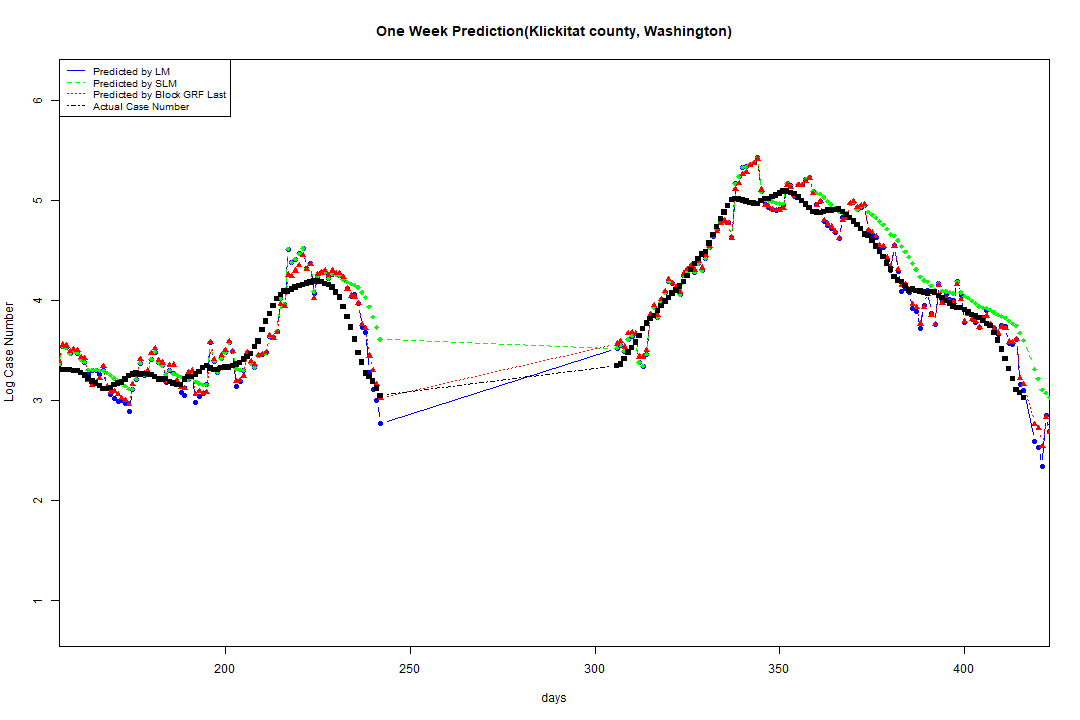 One Week Prediction(Klickitat county, Washington)
Predicted by LM
Predicted by SLM
Predicted by Block GRF Last
Actual Case Number
Log Case Number
6
5
4
3
2
1
200 250 300 350 400
days